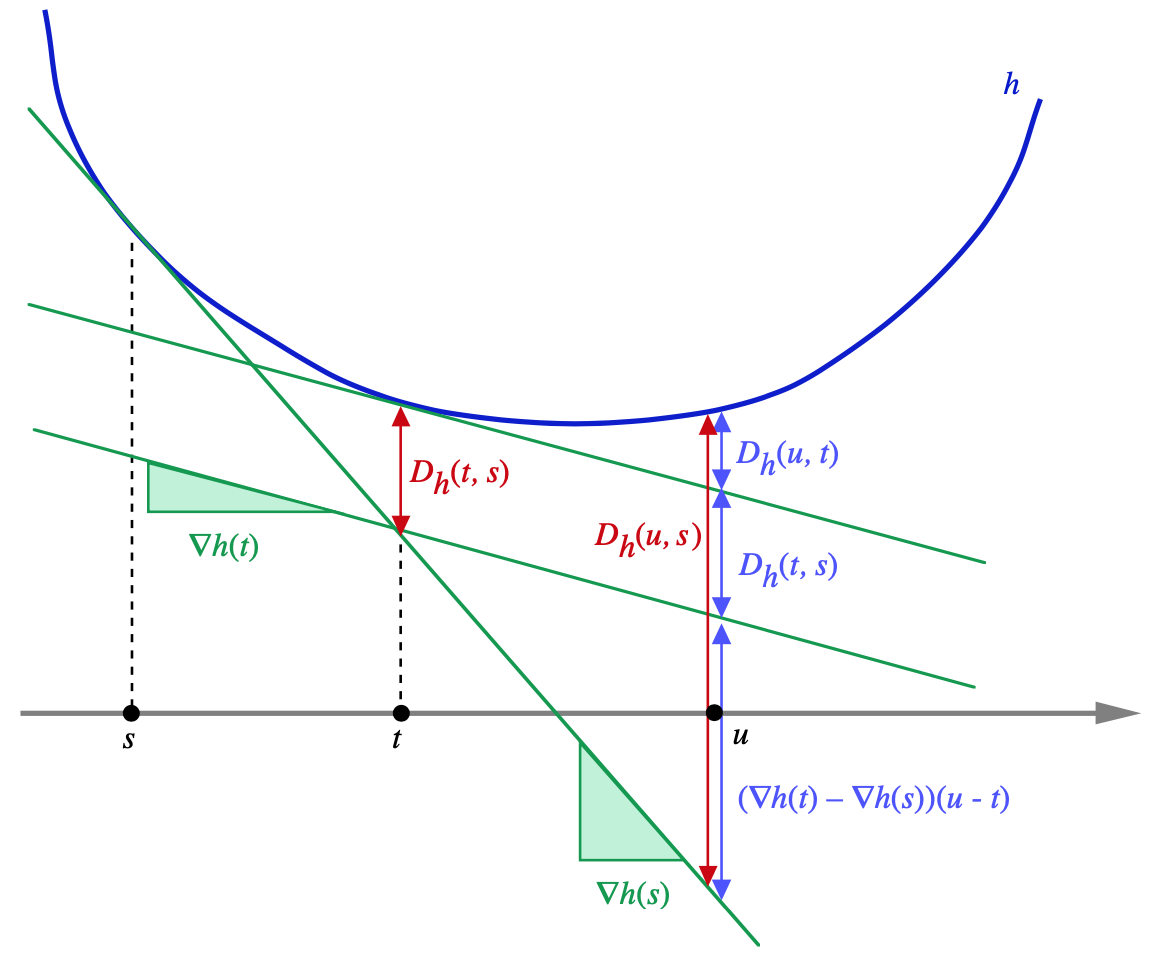 h
D_h(u, t)
D_h(t, s)
D_h(u, s)
∇h(t)
D_h(t, s)
s
t
u
(∇h(t) – ∇h(s))(u - t)
∇h(s)